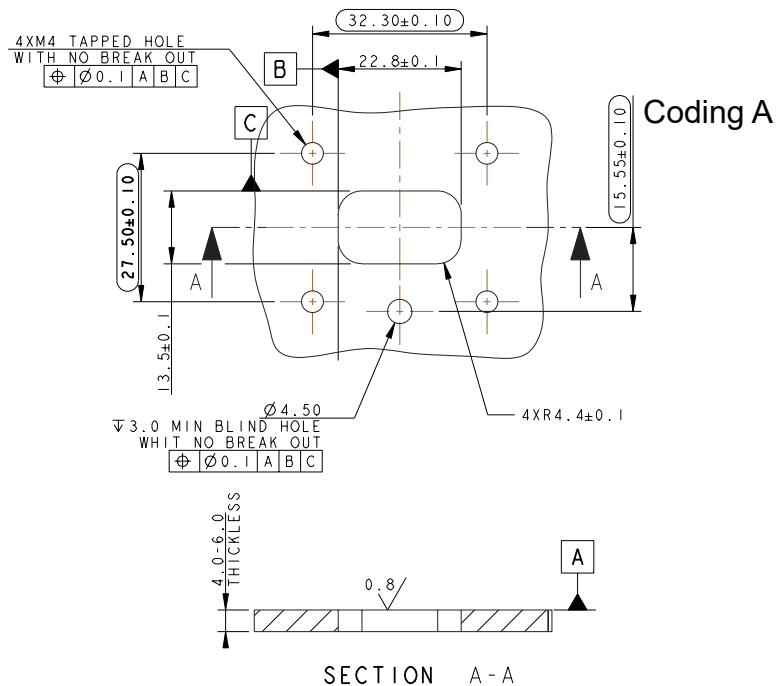 32.30±0.10
4XM4 TAPPED HOLE
WITH NO BREAK OUT
⌖ Ø0.1 A B C
B
22.8±0.1
Coding A
C
15.55±0.10
27.50±0.10
A
A
13.5±0.1
Ø4.50
↧3.0 MIN BLIND HOLE
WHIT NO BREAK OUT
⌖ Ø0.1 A B C
4XR4.4±0.1
4.0-6.0
THICKLESS
0.8
A
SECTION A-A